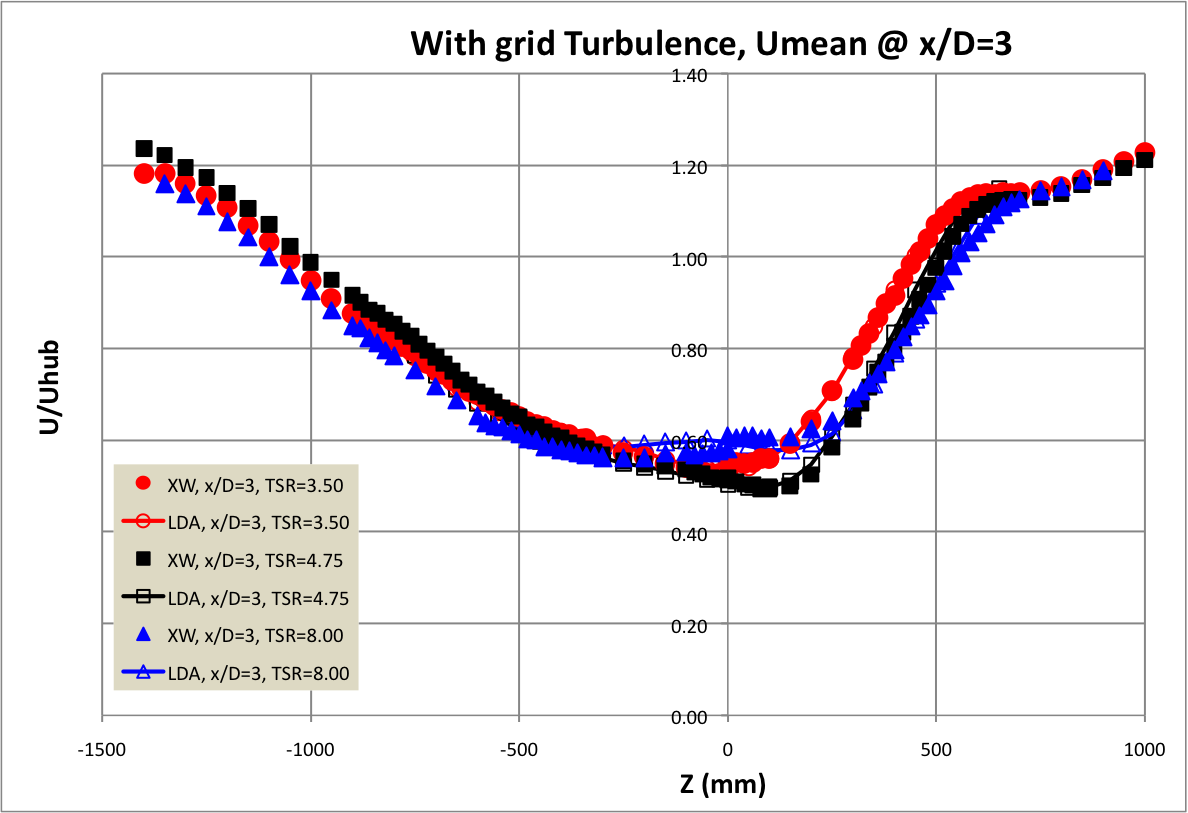 With grid Turbulence, Umean @ x/D=3
1.40
1.20
1.00
0.80
0.60
0.40
0.20
0.00
U/Uhub
XW, x/D=3, TSR=3.50
LDA, x/D=3, TSR=3.50
XW, x/D=3, TSR=4.75
LDA, x/D=3, TSR=4.75
XW, x/D=3, TSR=8.00
LDA, x/D=3, TSR=8.00
-1500 -1000 -500 0 500 1000
Z (mm)